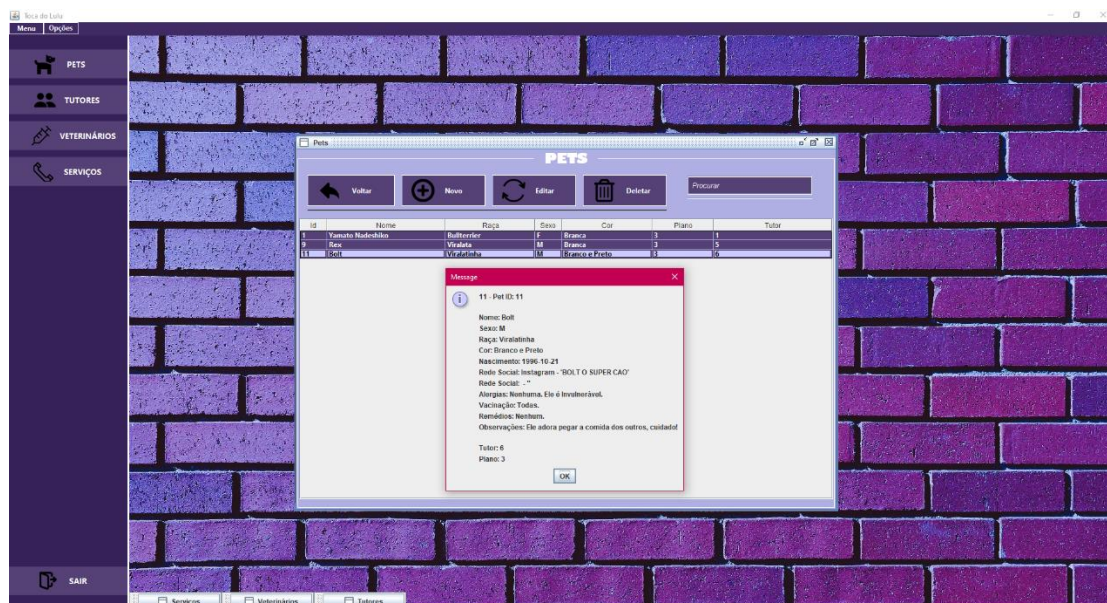 Toca do Lulu
Menu Opções
PETS
TUTORES
VETERINÁRIOS
SERVIÇOS
SAIR
Pets
PETS
Voltar Novo Editar Deletar Procurar
Id Nome Raça Sexo Cor Plano Tutor
1 Yamato Nadeshiko Bullterrier F Branca 3 1
9 Rex Viralata M Branca 3 5
11 Bolt Viralatinha M Branco e Preto 3 6
Message
11 - Pet ID: 11
Nome: Bolt
Sexo: M
Raça: Viralatinha
Cor: Branco e Preto
Nascimento: 1996-10-21
Rede Social: Instagram - 'BOLT O SUPER CAO'
Rede Social: - ''
Alergias: Nenhuma. Ele é Invulnerável.
Vacinação: Todas.
Remédios: Nenhum.
Observações: Ele adora pegar a comida dos outros, cuidado!
Tutor: 6
Plano: 3
OK
Serviços Veterinários Tutores